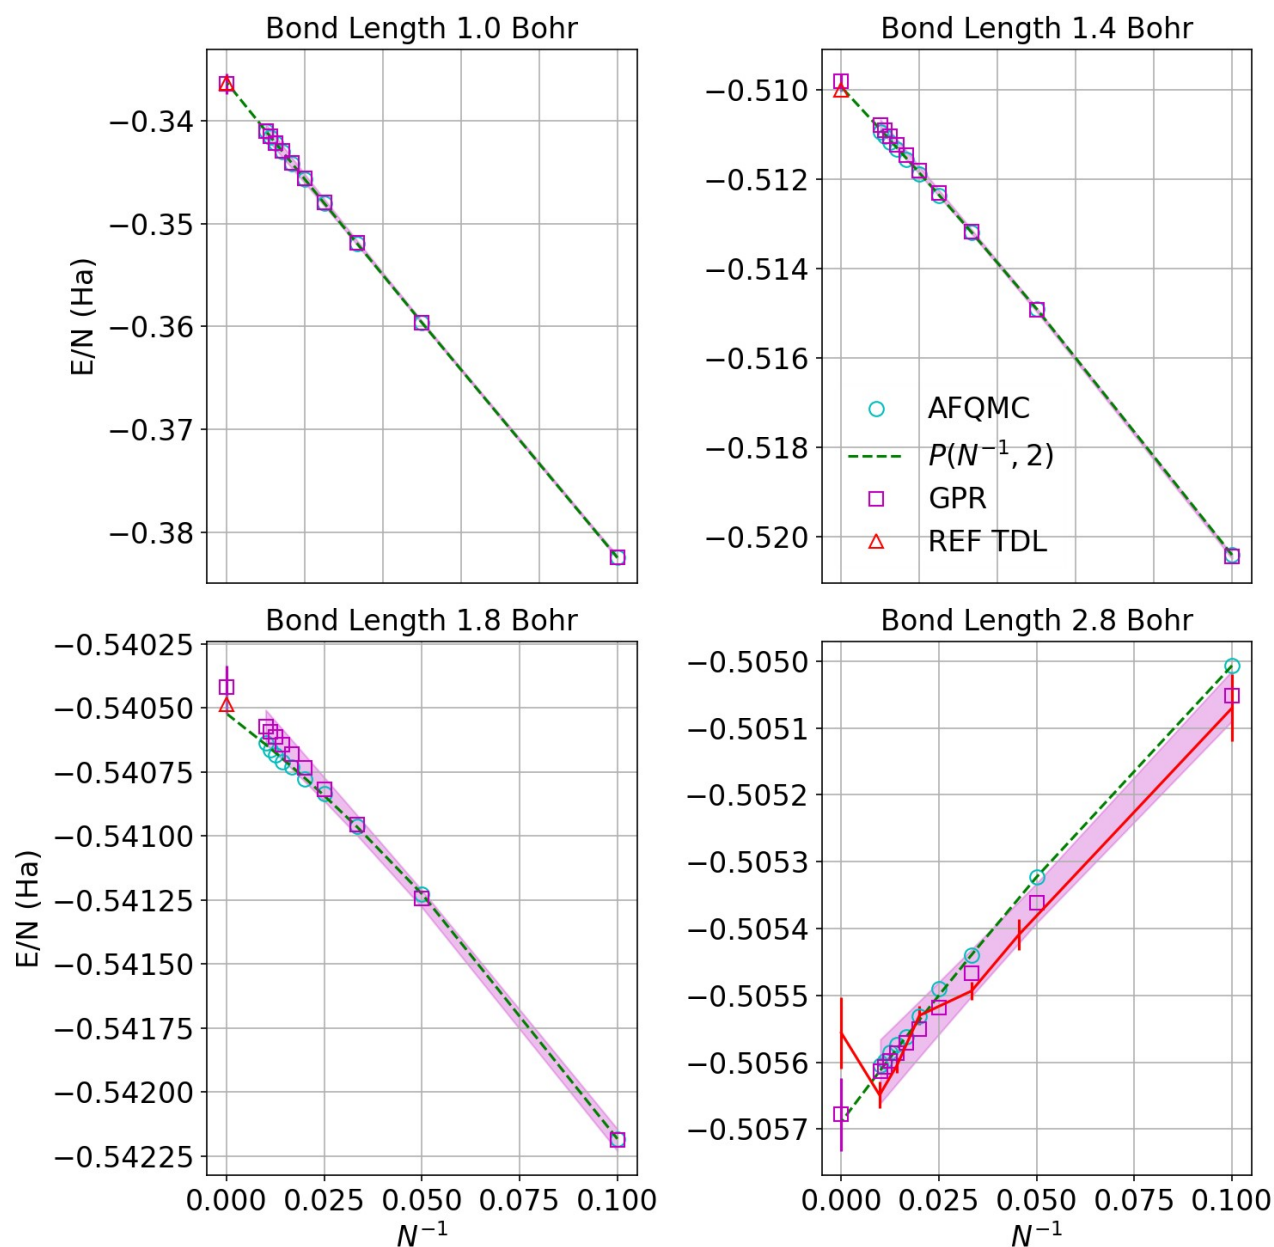 Bond Length 1.0 Bohr
−0.34
−0.35
−0.36
−0.37
−0.38
E/N (Ha)
Bond Length 1.4 Bohr
−0.510
−0.512
−0.514
−0.516
−0.518
−0.520
AFQMC
P(N⁻¹, 2)
GPR
REF TDL
Bond Length 1.8 Bohr
−0.54025
−0.54050
−0.54075
−0.54100
−0.54125
−0.54150
−0.54175
−0.54200
−0.54225
E/N (Ha)
0.000 0.025 0.050 0.075 0.100
N⁻¹
Bond Length 2.8 Bohr
−0.5050
−0.5051
−0.5052
−0.5053
−0.5054
−0.5055
−0.5056
−0.5057
0.000 0.025 0.050 0.075 0.100
N⁻¹